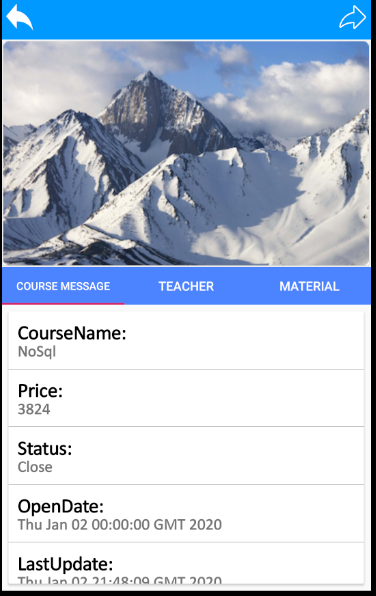 COURSE MESSAGE TEACHER MATERIAL
CourseName:
NoSql
Price:
3824
Status:
Close
OpenDate:
Thu Jan 02 00:00:00 GMT 2020
LastUpdate:
Thu Jan 02 21:48:09 GMT 2020